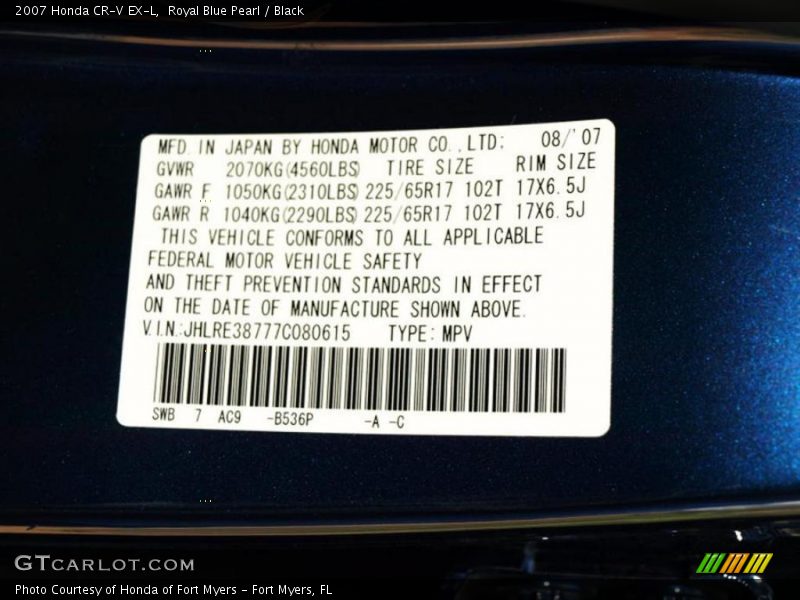 2007 Honda CR-V EX-L, Royal Blue Pearl / Black
MFD. IN JAPAN BY HONDA MOTOR CO.,LTD: 08/'07
GVWR 2070KG(4560LBS) TIRE SIZE RIM SIZE
GAWR F 1050KG(2310LBS) 225/65R17 102T 17X6.5J
GAWR R 1040KG(2290LBS) 225/65R17 102T 17X6.5J
THIS VEHICLE CONFORMS TO ALL APPLICABLE
FEDERAL MOTOR VEHICLE SAFETY
AND THEFT PREVENTION STANDARDS IN EFFECT
ON THE DATE OF MANUFACTURE SHOWN ABOVE.
V.I.N.:JHLRE38777C080615 TYPE: MPV
SWB 7 AC9 -B536P -A -C
GTCARLOT.COM
Photo Courtesy of Honda of Fort Myers - Fort Myers, FL